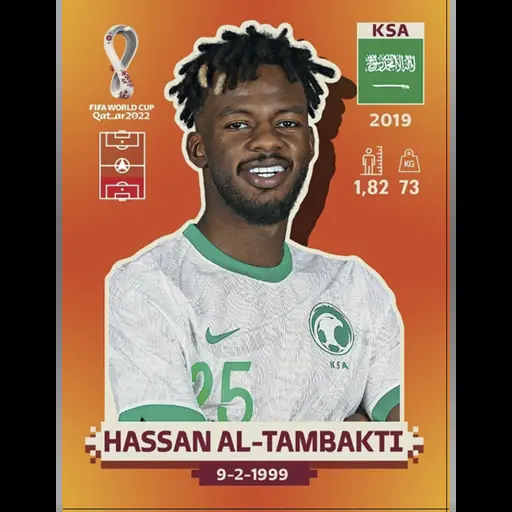 KSA
FIFA WORLD CUP
Qatar2022
2019
KG
1,82 73
25
KSA
HASSAN AL-TAMBAKTI
9-2-1999